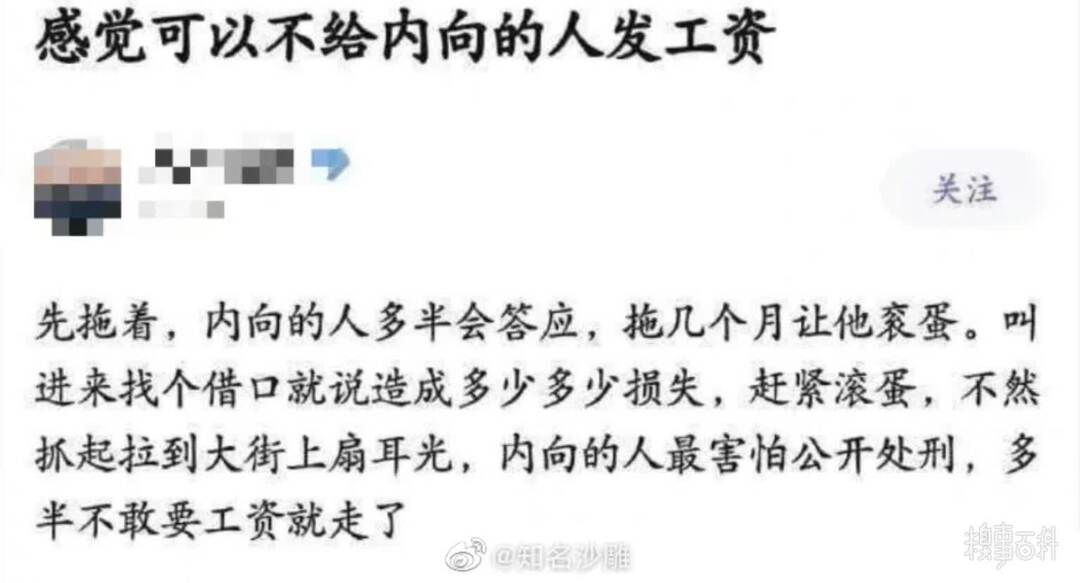 感觉可以不给内向的人发工资
关注
先拖着，内向的人多半会答应，拖几个月让他衮蛋。叫
进来找个借口就说造成多少多少损失，赶紧滚蛋，不然
抓起拉到大街上扇耳光，内向的人最害怕公开处刑，多
半不敢要工资就走了
@知名沙雕
糗事百科